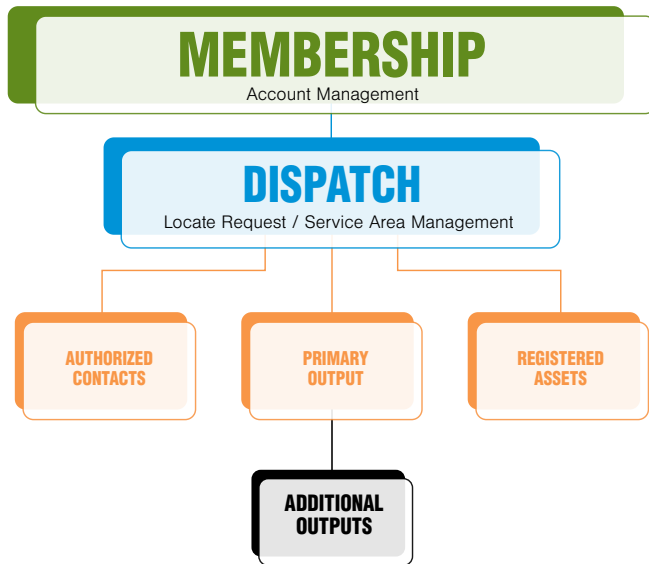 MEMBERSHIP
Account Management
DISPATCH
Locate Request / Service Area Management
AUTHORIZED
CONTACTS
PRIMARY
OUTPUT
REGISTERED
ASSETS
ADDITIONAL
OUTPUTS